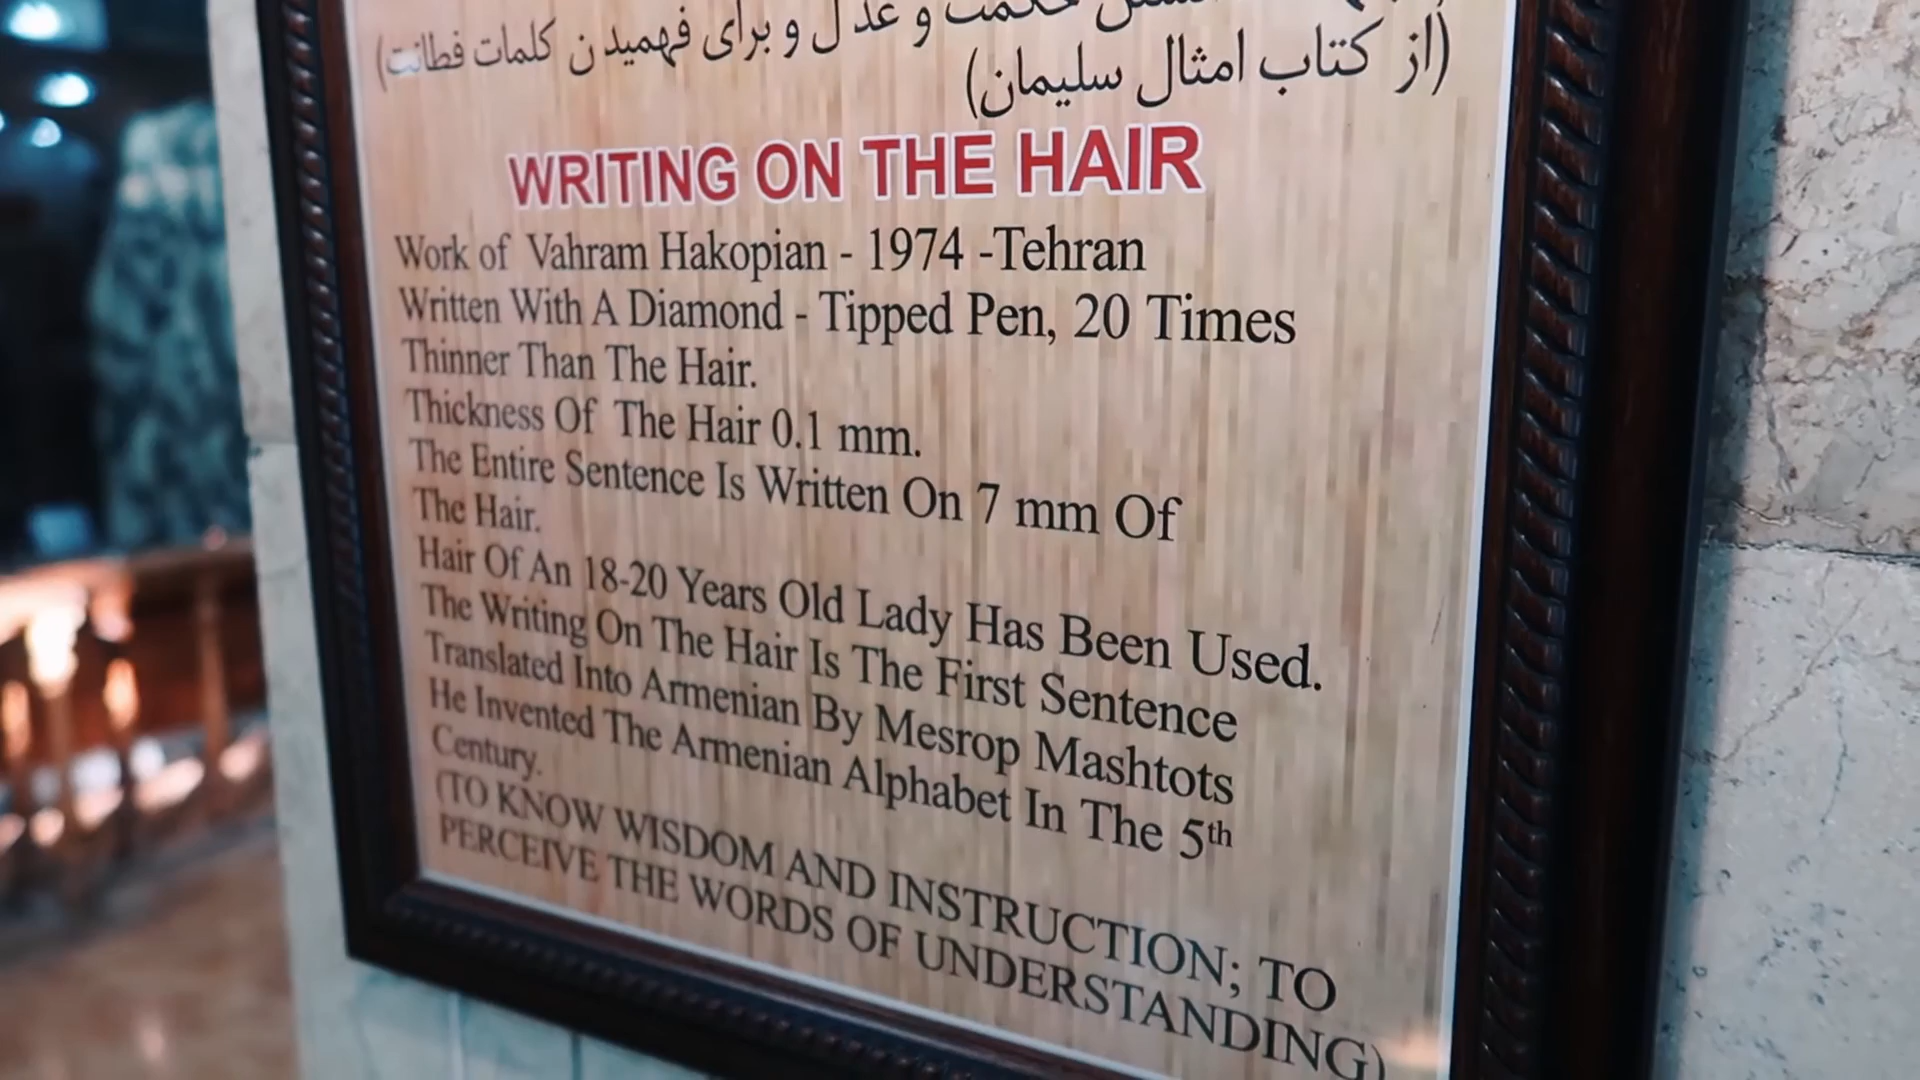 حکمت و عدل و برای فهمیدن کلمات فطانت)
(از کتاب امثال سلیمان)
WRITING ON THE HAIR
Work of Vahram Hakopian - 1974 -Tehran
Written With A Diamond - Tipped Pen, 20 Times
Thinner Than The Hair.
Thickness Of The Hair 0.1 mm.
The Entire Sentence Is Written On 7 mm Of
The Hair.
Hair Of An 18-20 Years Old Lady Has Been Used.
The Writing On The Hair Is The First Sentence
Translated Into Armenian By Mesrop Mashtots
He Invented The Armenian Alphabet In The 5th
Century.
(TO KNOW WISDOM AND INSTRUCTION; TO
PERCEIVE THE WORDS OF UNDERSTANDING)